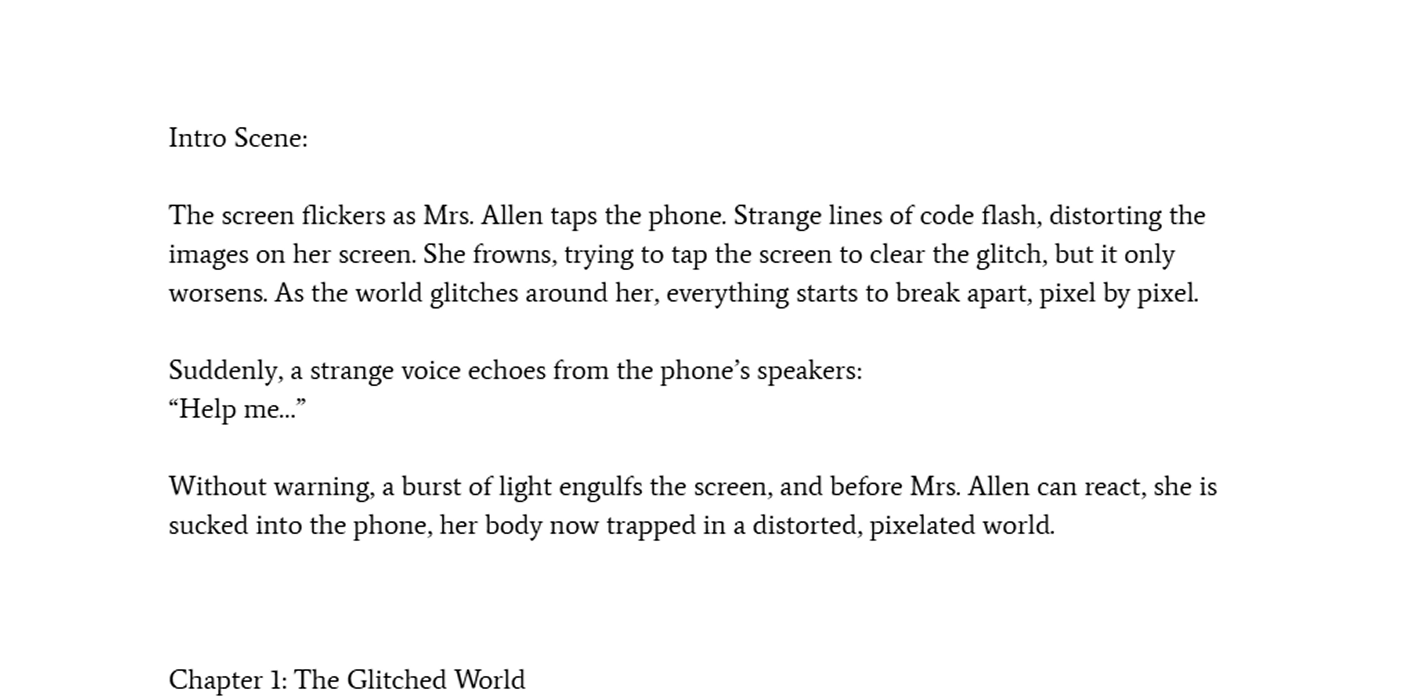 Intro Scene:
The screen flickers as Mrs. Allen taps the phone. Strange lines of code flash, distorting the
images on her screen. She frowns, trying to tap the screen to clear the glitch, but it only
worsens. As the world glitches around her, everything starts to break apart, pixel by pixel.
Suddenly, a strange voice echoes from the phone’s speakers:
“Help me...”
Without warning, a burst of light engulfs the screen, and before Mrs. Allen can react, she is
sucked into the phone, her body now trapped in a distorted, pixelated world.
Chapter 1: The Glitched World